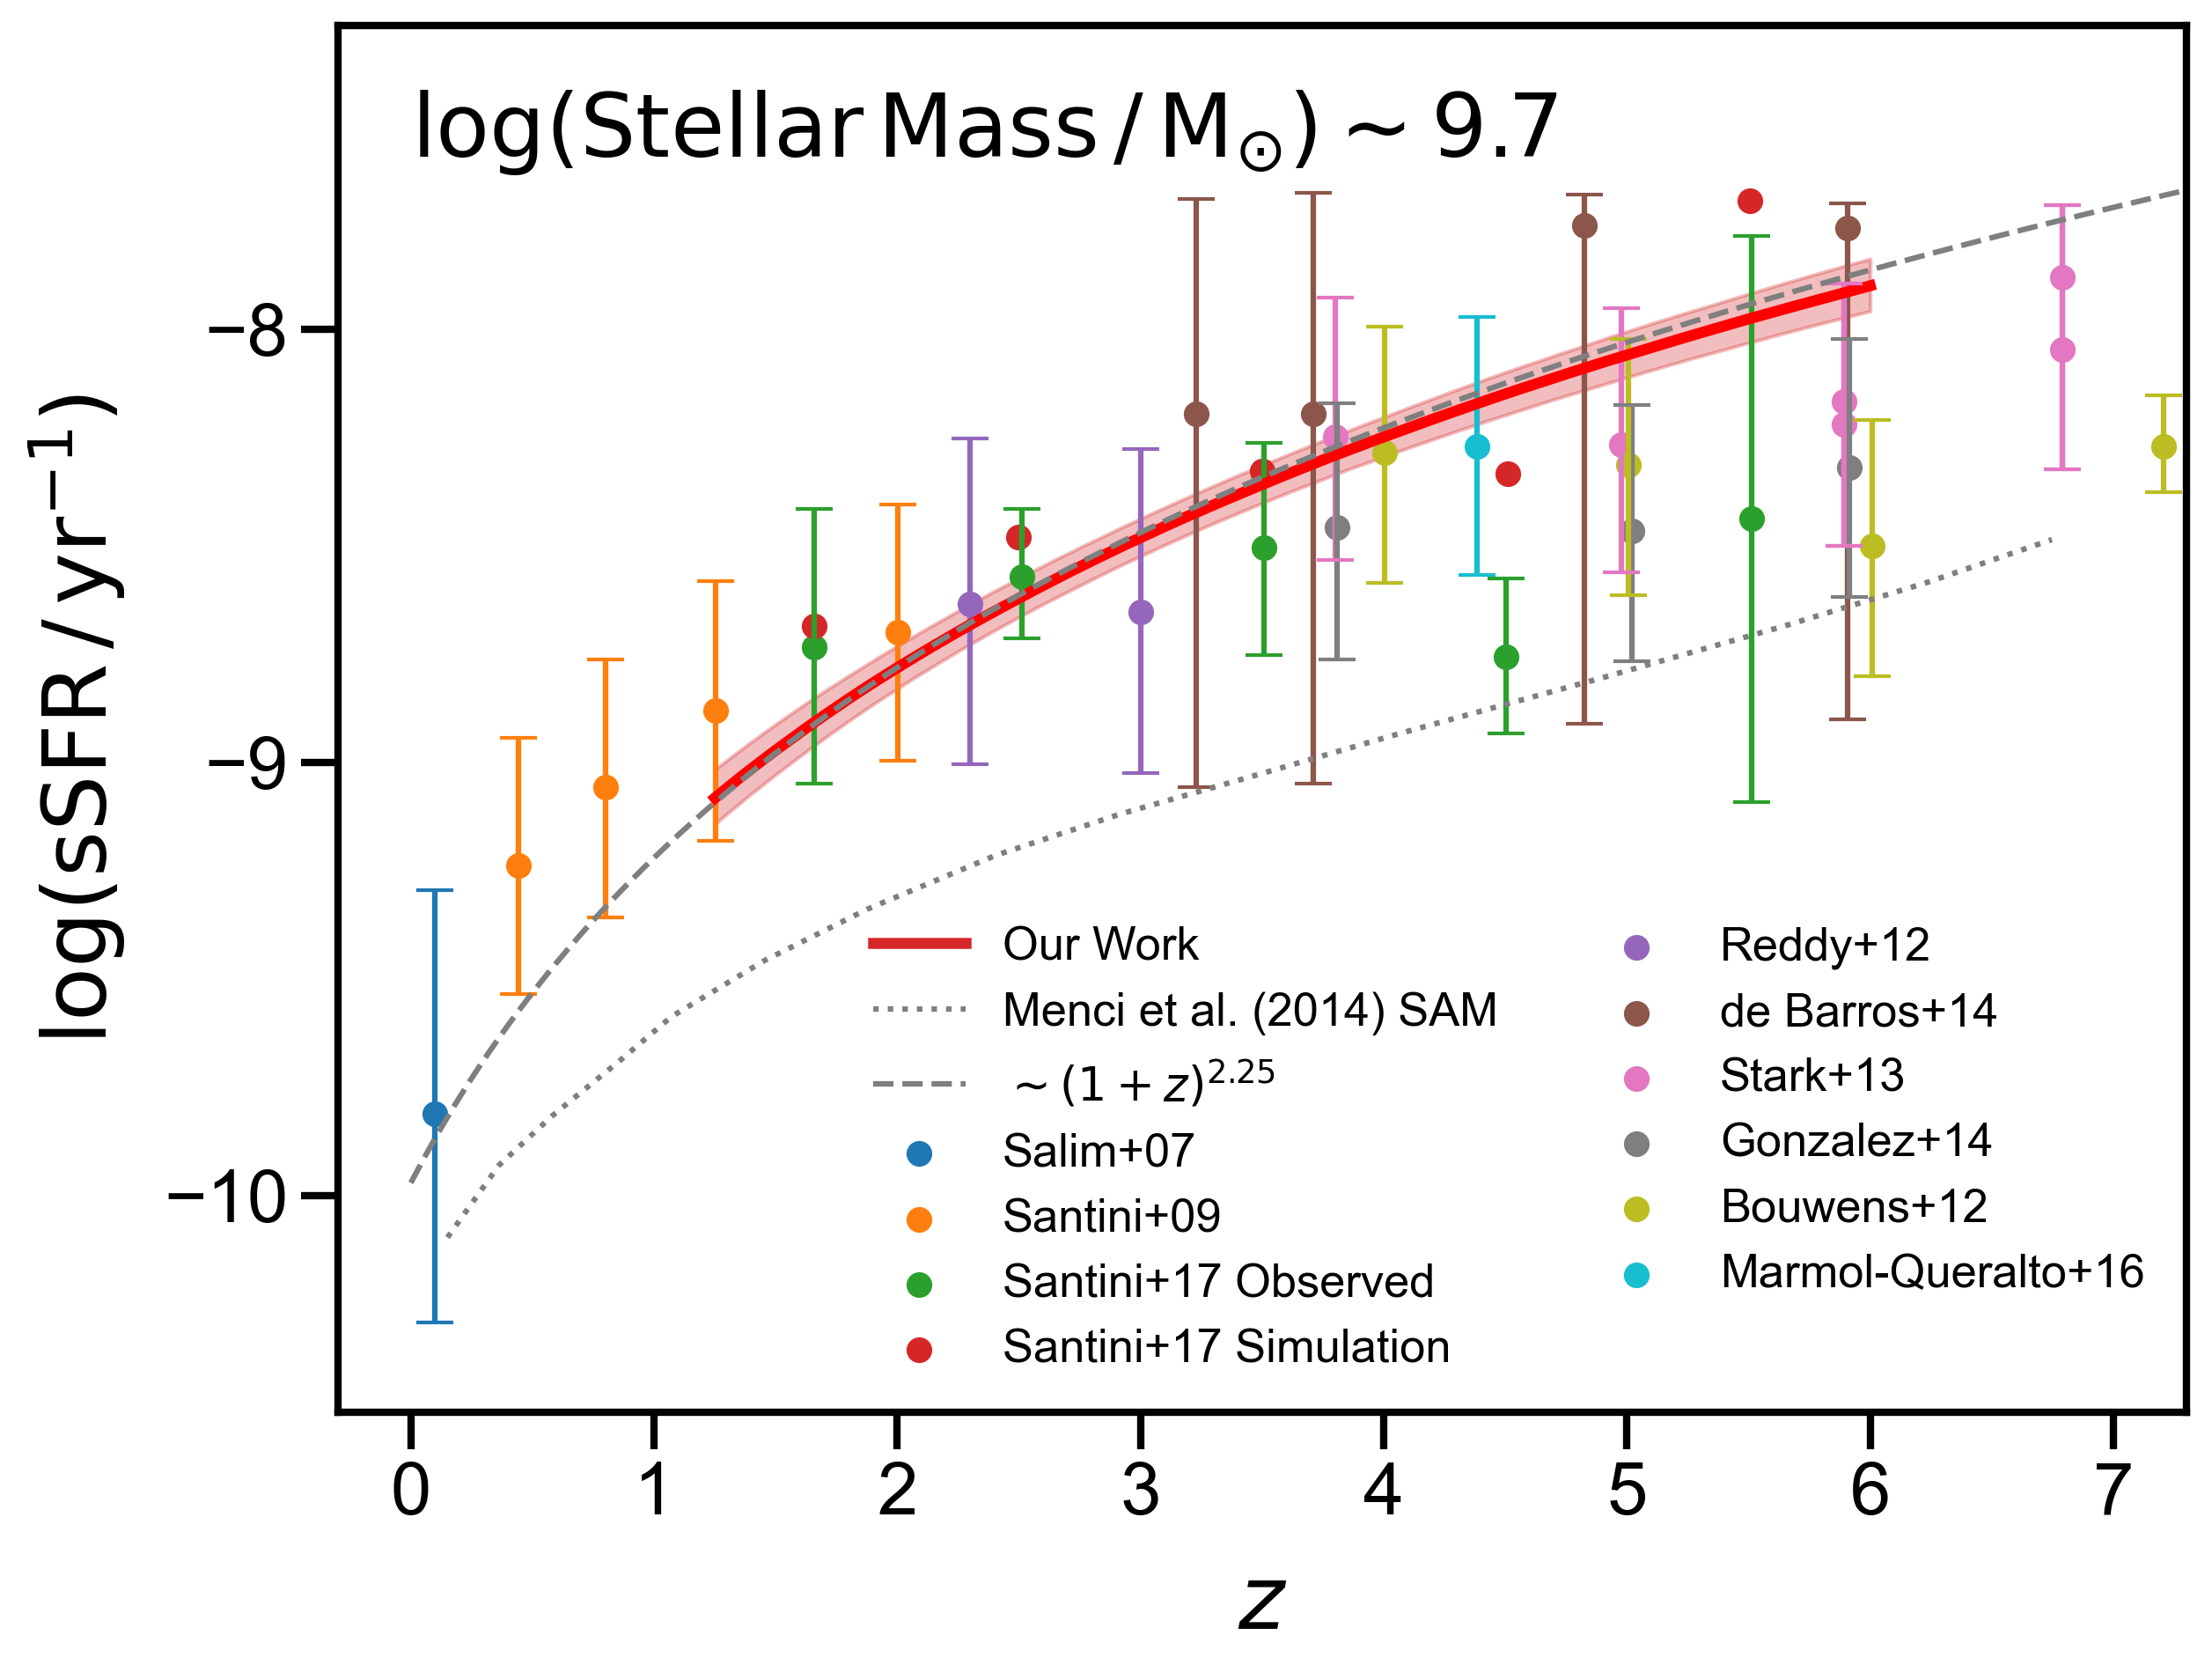 log(Stellar Mass / M⊙) ∼ 9.7
log(sSFR / yr⁻¹)
−8
−9
−10
Our Work
Menci et al. (2014) SAM
∼ (1 + z)^2.25
Salim+07
Santini+09
Santini+17 Observed
Santini+17 Simulation
Reddy+12
de Barros+14
Stark+13
Gonzalez+14
Bouwens+12
Marmol-Queralto+16
0 1 2 3 4 5 6 7
z